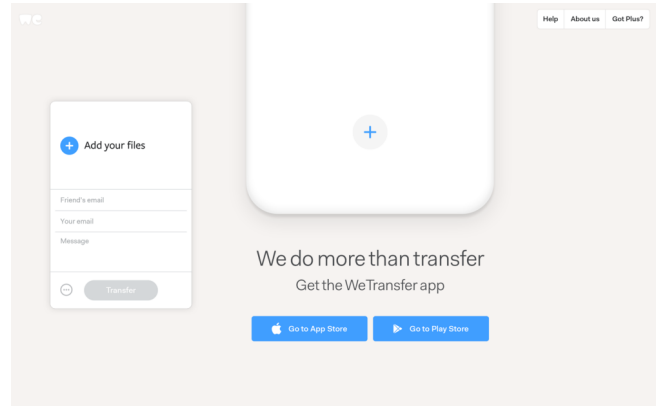 we
Help
About us
Got Plus?
Add your files
Friend's email
Your email
Message
Transfer
We do more than transfer
Get the WeTransfer app
Go to App Store
Go to Play Store